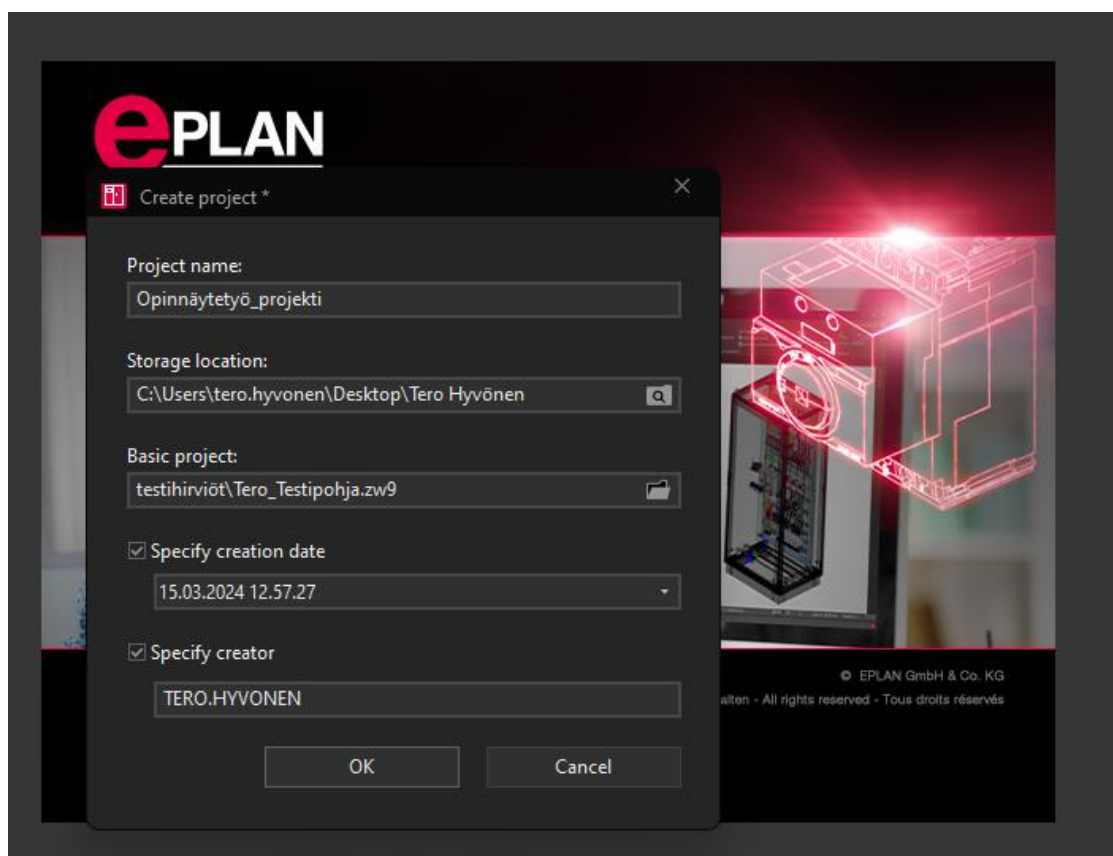 ePLAN
Create project *
Project name:
Opinnäytetyö_projekti
Storage location:
C:\Users\tero.hyvonen\Desktop\Tero Hyvönen
Basic project:
testihirviöt\Tero_Testipohja.zw9
Specify creation date
15.03.2024 12.57.27
Specify creator
TERO.HYVONEN
OK Cancel
© EPLAN GmbH & Co. KG
alten - All rights reserved - Tous droits réservés